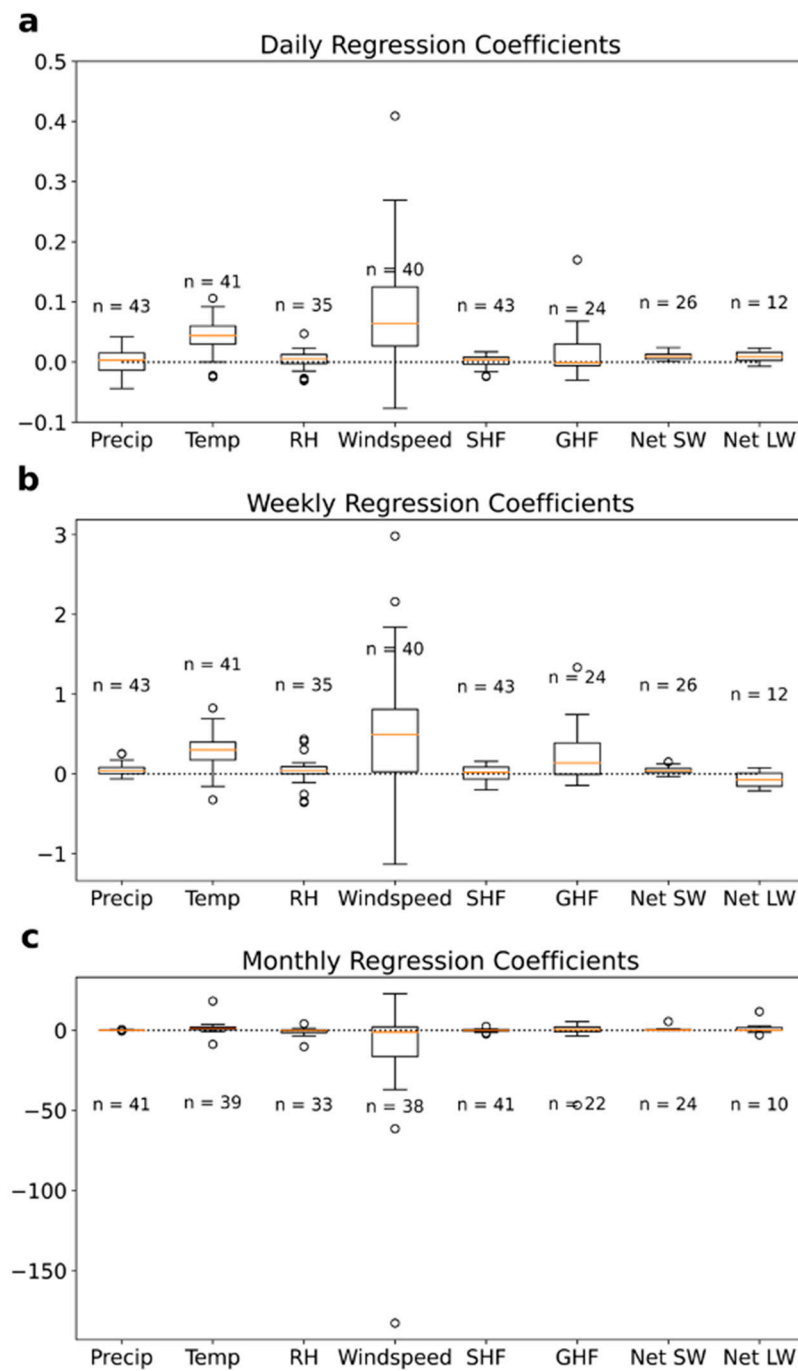 a
Daily Regression Coefficients
0.5
0.4
0.3
0.2
0.1
0.0
−0.1
n = 43
n = 41
n = 35
n = 40
n = 43
n = 24
n = 26
n = 12
Precip Temp RH Windspeed SHF GHF Net SW Net LW
b
Weekly Regression Coefficients
3
2
1
0
−1
n = 43
n = 41
n = 35
n = 40
n = 43
n = 24
n = 26
n = 12
Precip Temp RH Windspeed SHF GHF Net SW Net LW
c
Monthly Regression Coefficients
0
−50
−100
−150
n = 41
n = 39
n = 33
n = 38
n = 41
n = 22
n = 24
n = 10
Precip Temp RH Windspeed SHF GHF Net SW Net LW